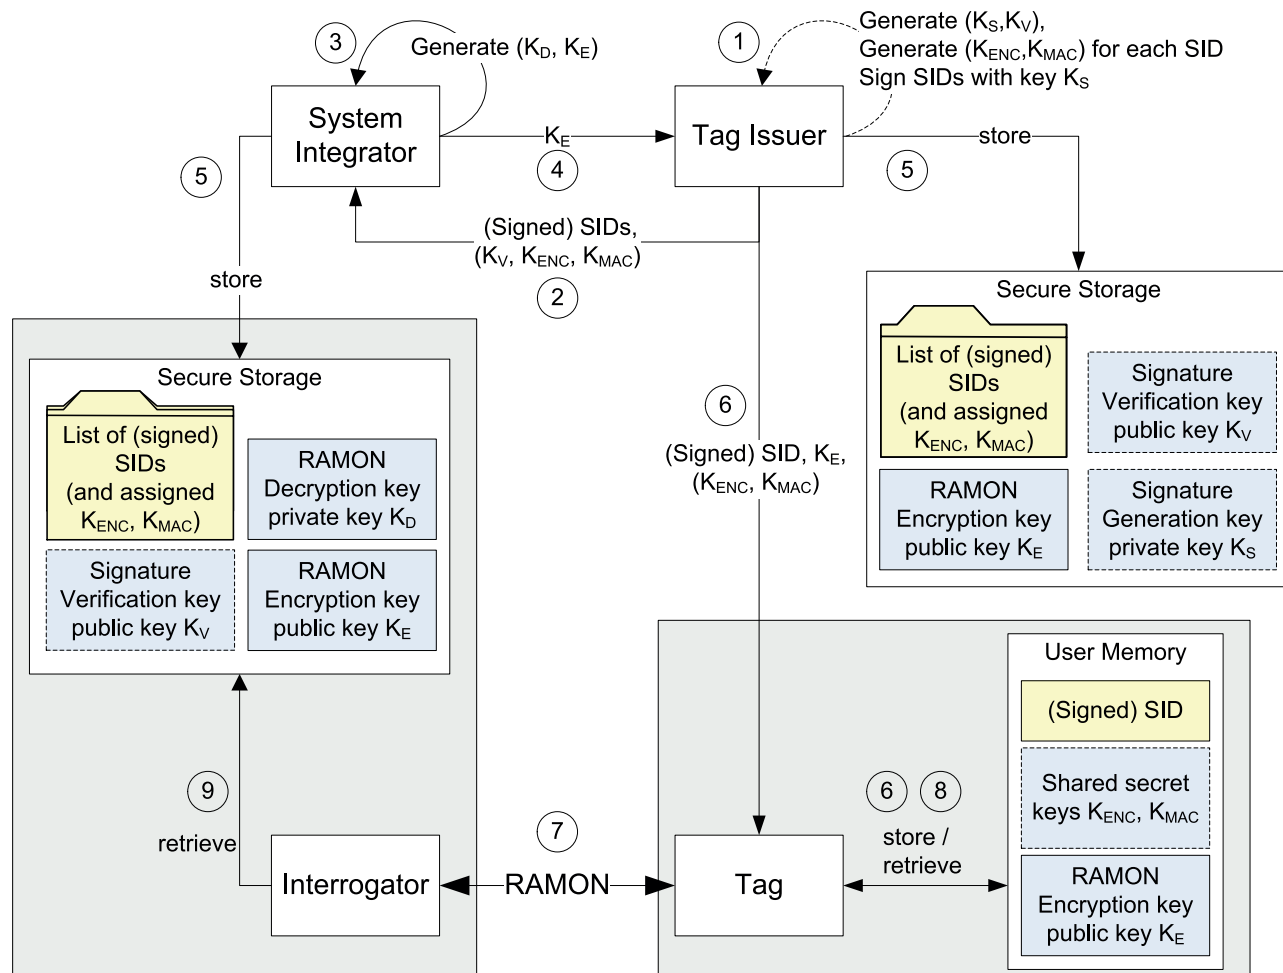 3
Generate (K_D, K_E)
1
Generate (K_S,K_V),
Generate (K_ENC,K_MAC) for each SID
Sign SIDs with key K_S
System
Integrator
K_E
4
Tag Issuer
store
5
5
(Signed) SIDs,
(K_V, K_ENC, K_MAC)
2
store
Secure Storage
List of (signed)
SIDs
(and assigned
K_ENC, K_MAC)
Signature
Verification key
public key K_V
RAMON
Encryption key
public key K_E
Signature
Generation key
private key K_S
Secure Storage
List of (signed)
SIDs
(and assigned
K_ENC, K_MAC)
RAMON
Decryption key
private key K_D
Signature
Verification key
public key K_V
RAMON
Encryption key
public key K_E
6
(Signed) SID, K_E,
(K_ENC, K_MAC)
User Memory
(Signed) SID
Shared secret
keys K_ENC, K_MAC
RAMON
Encryption key
public key K_E
9
retrieve
Interrogator
7
RAMON
Tag
6 8
store /
retrieve